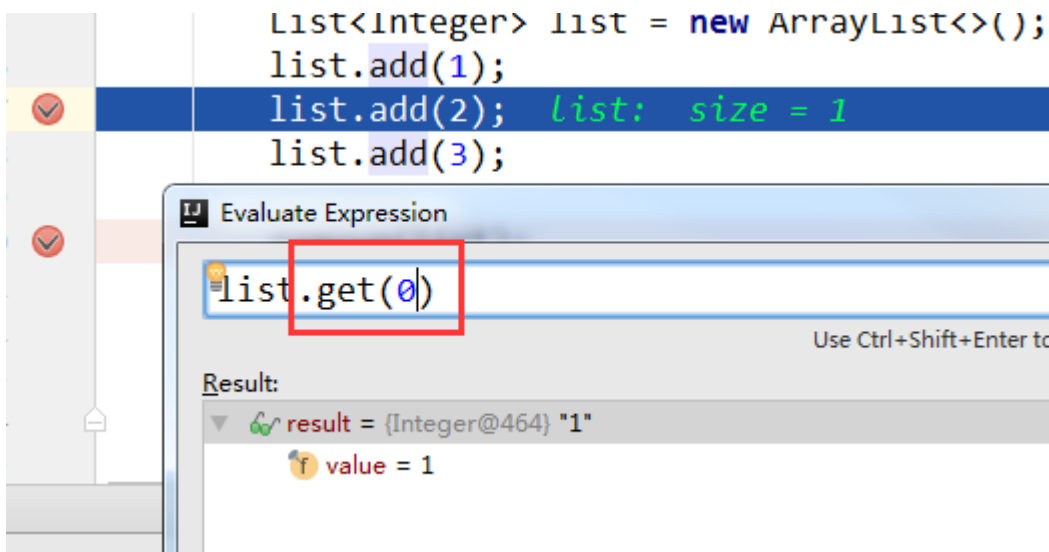 List<Integer> list = new ArrayList<>();
list.add(1);
list.add(2);  list:  size = 1
list.add(3);
IJ Evaluate Expression
list.get(0)
Use Ctrl+Shift+Enter to
Result:
result = {Integer@464} "1"
f value = 1